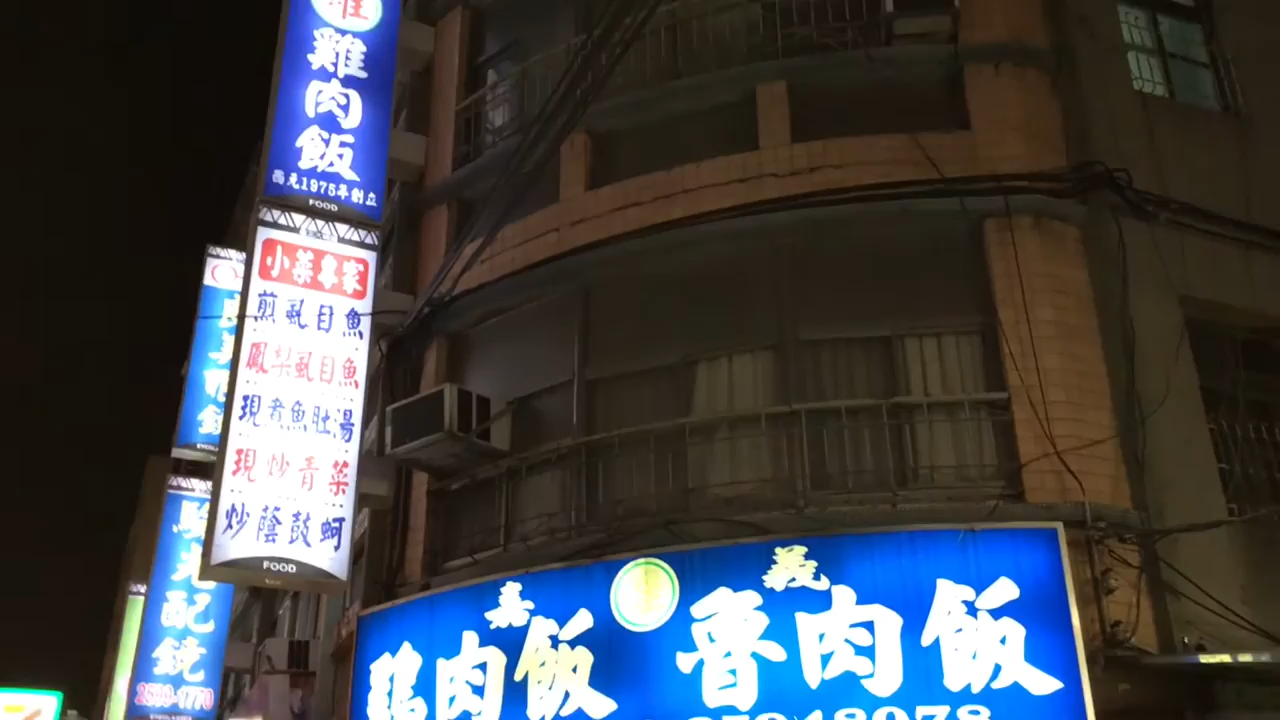 雞肉飯
西元1975年創立
FOOD
小菜專家
煎虱目魚
鳳梨虱目魚
現煮魚肚湯
現炒青菜
炒蔭鼓蚵
FOOD
配鏡
2599-1770
嘉義
雞肉飯
魯肉飯